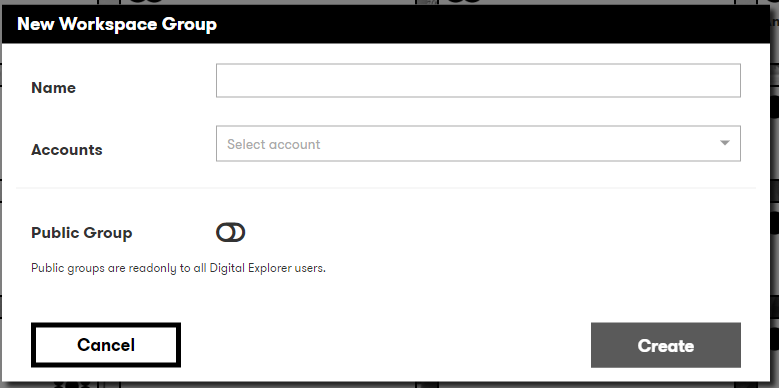 New Workspace Group
Name
Accounts
Select account
Public Group
Public groups are readonly to all Digital Explorer users.
Cancel
Create